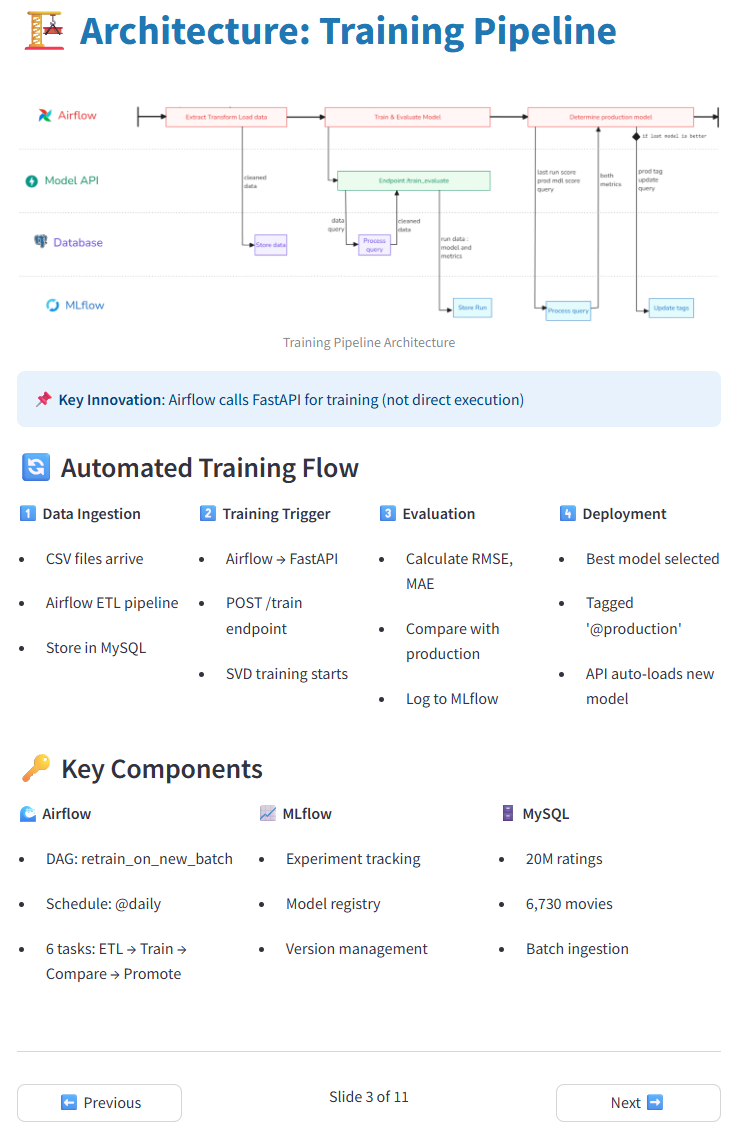 Architecture: Training Pipeline
Airflow
Extract Transform Load data
Train & Evaluate Model
Determine production model
if last model is better
Model API
cleaned
data
Endpoint /train_evaluate
last run score
prod mdl score
query
both
metrics
prod tag
update
query
Database
Store data
data
query
Process
query
cleaned
data
run data :
model and
metrics
MLflow
Store Run
Process query
Update tags
Training Pipeline Architecture
Key Innovation: Airflow calls FastAPI for training (not direct execution)
Automated Training Flow
1 Data Ingestion
• CSV files arrive
• Airflow ETL pipeline
• Store in MySQL
2 Training Trigger
• Airflow → FastAPI
• POST /train
endpoint
• SVD training starts
3 Evaluation
• Calculate RMSE,
MAE
• Compare with
production
• Log to MLflow
4 Deployment
• Best model selected
• Tagged
'@production'
• API auto-loads new
model
Key Components
Airflow
• DAG: retrain_on_new_batch
• Schedule: @daily
• 6 tasks: ETL → Train →
Compare → Promote
MLflow
• Experiment tracking
• Model registry
• Version management
MySQL
• 20M ratings
• 6,730 movies
• Batch ingestion
Previous
Slide 3 of 11
Next